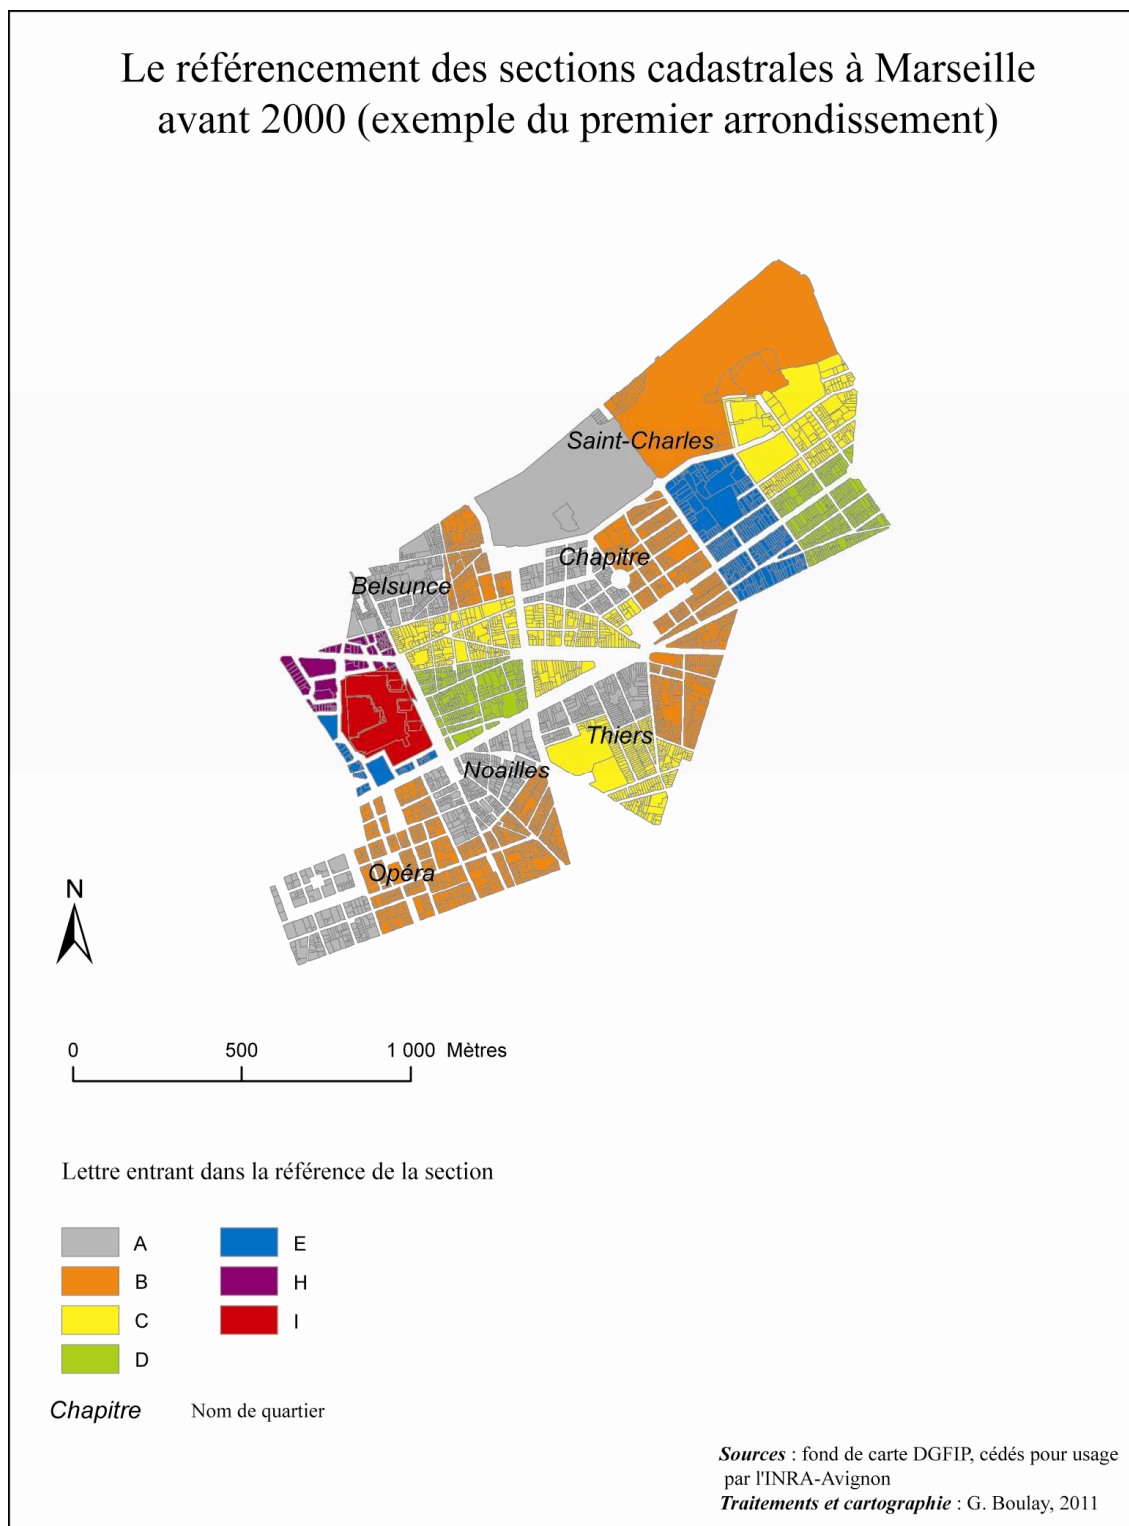 Le référencement des sections cadastrales à Marseille
avant 2000 (exemple du premier arrondissement)
Saint-Charles
Chapitre
Belsunce
Thiers
Noailles
Opéra
N
0 500 1 000 Mètres
Lettre entrant dans la référence de la section
A E
B H
C I
D
Chapitre Nom de quartier
Sources : fond de carte DGFIP, cédés pour usage
par l'INRA-Avignon
Traitements et cartographie : G. Boulay, 2011